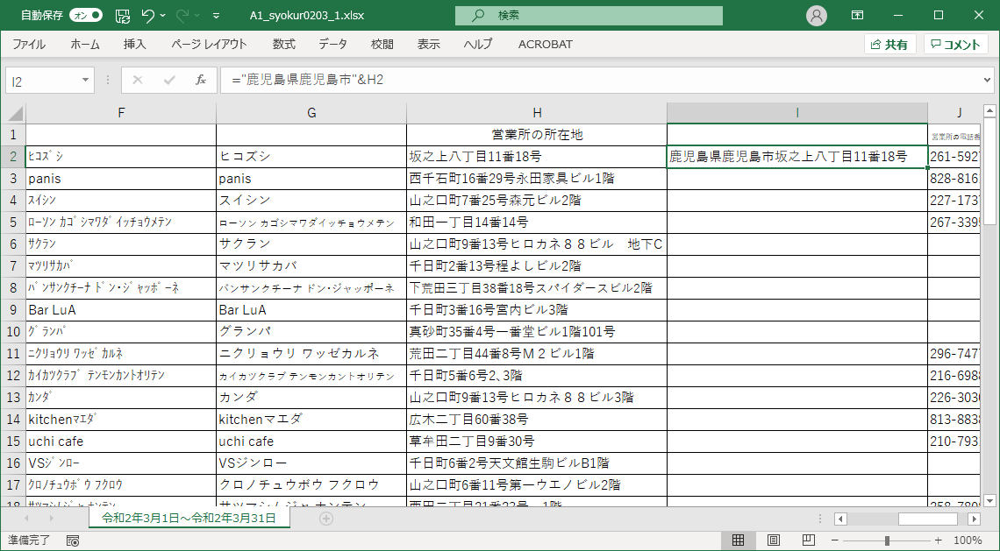 自動保存 オン A1_syokur0203_1.xlsx 検索
ファイル ホーム 挿入 ページ レイアウト 数式 データ 校閲 表示 ヘルプ ACROBAT 共有 コメント
I2 fx ="鹿児島県鹿児島市"&H2
F G H I J
1 営業所の所在地 営業所の電話番
2 ﾋｺｽﾞｼ ヒコズシ 坂之上八丁目11番18号 鹿児島県鹿児島市坂之上八丁目11番18号 261-592
3 panis panis 西千石町16番29号永田家具ビル1階 828-816
4 ｽｲｼﾝ スイシン 山之口町7番25号森元ビル2階 227-173
5 ﾛｰｿﾝ ｶｺﾞｼﾏﾜﾀﾞｲｯﾁｮｳﾒﾃﾝ ローソン カゴシマワダイッチョウメテン 和田一丁目14番14号 267-339
6 ｻｸﾗﾝ サクラン 山之口町9番13号ヒロカネ８８ビル　地下C
7 ﾏﾂﾘｻｶﾊﾞ マツリサカバ 千日町2番13号程よしビル2階
8 ﾊﾞﾝｻﾝｸﾁｰﾅ ﾄﾞﾝ･ｼﾞｬｯﾎﾟｰﾈ バンサンクチーナ ドン・ジャッポーネ 下荒田三丁目38番18号スパイダースビル2階
9 Bar LuA Bar LuA 千日町3番16号宮内ビル3階
10 ｸﾞﾗﾝﾊﾟ グランパ 真砂町35番4号一番堂ビル1階101号
11 ﾆｸﾘｮｳﾘ ﾜｯｾﾞｶﾙﾈ ニクリョウリ ワッゼカルネ 荒田二丁目44番8号Ｍ２ビル1階 296-747
12 ｶｲｶﾂｸﾗﾌﾞ ﾃﾝﾓﾝｶﾝﾄｵﾘﾃﾝ カイカツクラブ テンモンカントオリテン 千日町5番6号2､3階 216-698
13 ｶﾝﾀﾞ カンダ 山之口町9番13号ヒロカネ８８ビル3階 226-303
14 kitchenﾏｴﾀﾞ kitchenマエダ 広木二丁目60番38号 813-883
15 uchi cafe uchi cafe 草牟田二丁目9番30号 210-793
16 VSｼﾞﾝﾛｰ VSジンロー 千日町6番2号天文館生駒ビルB1階
17 ｸﾛﾉﾁｭｳﾎﾞｳ ﾌｸﾛｳ クロノチュウボウ フクロウ 山之口町6番11号第一ウエノビル2階
18
令和2年3月1日～令和2年3月31日
準備完了 100%